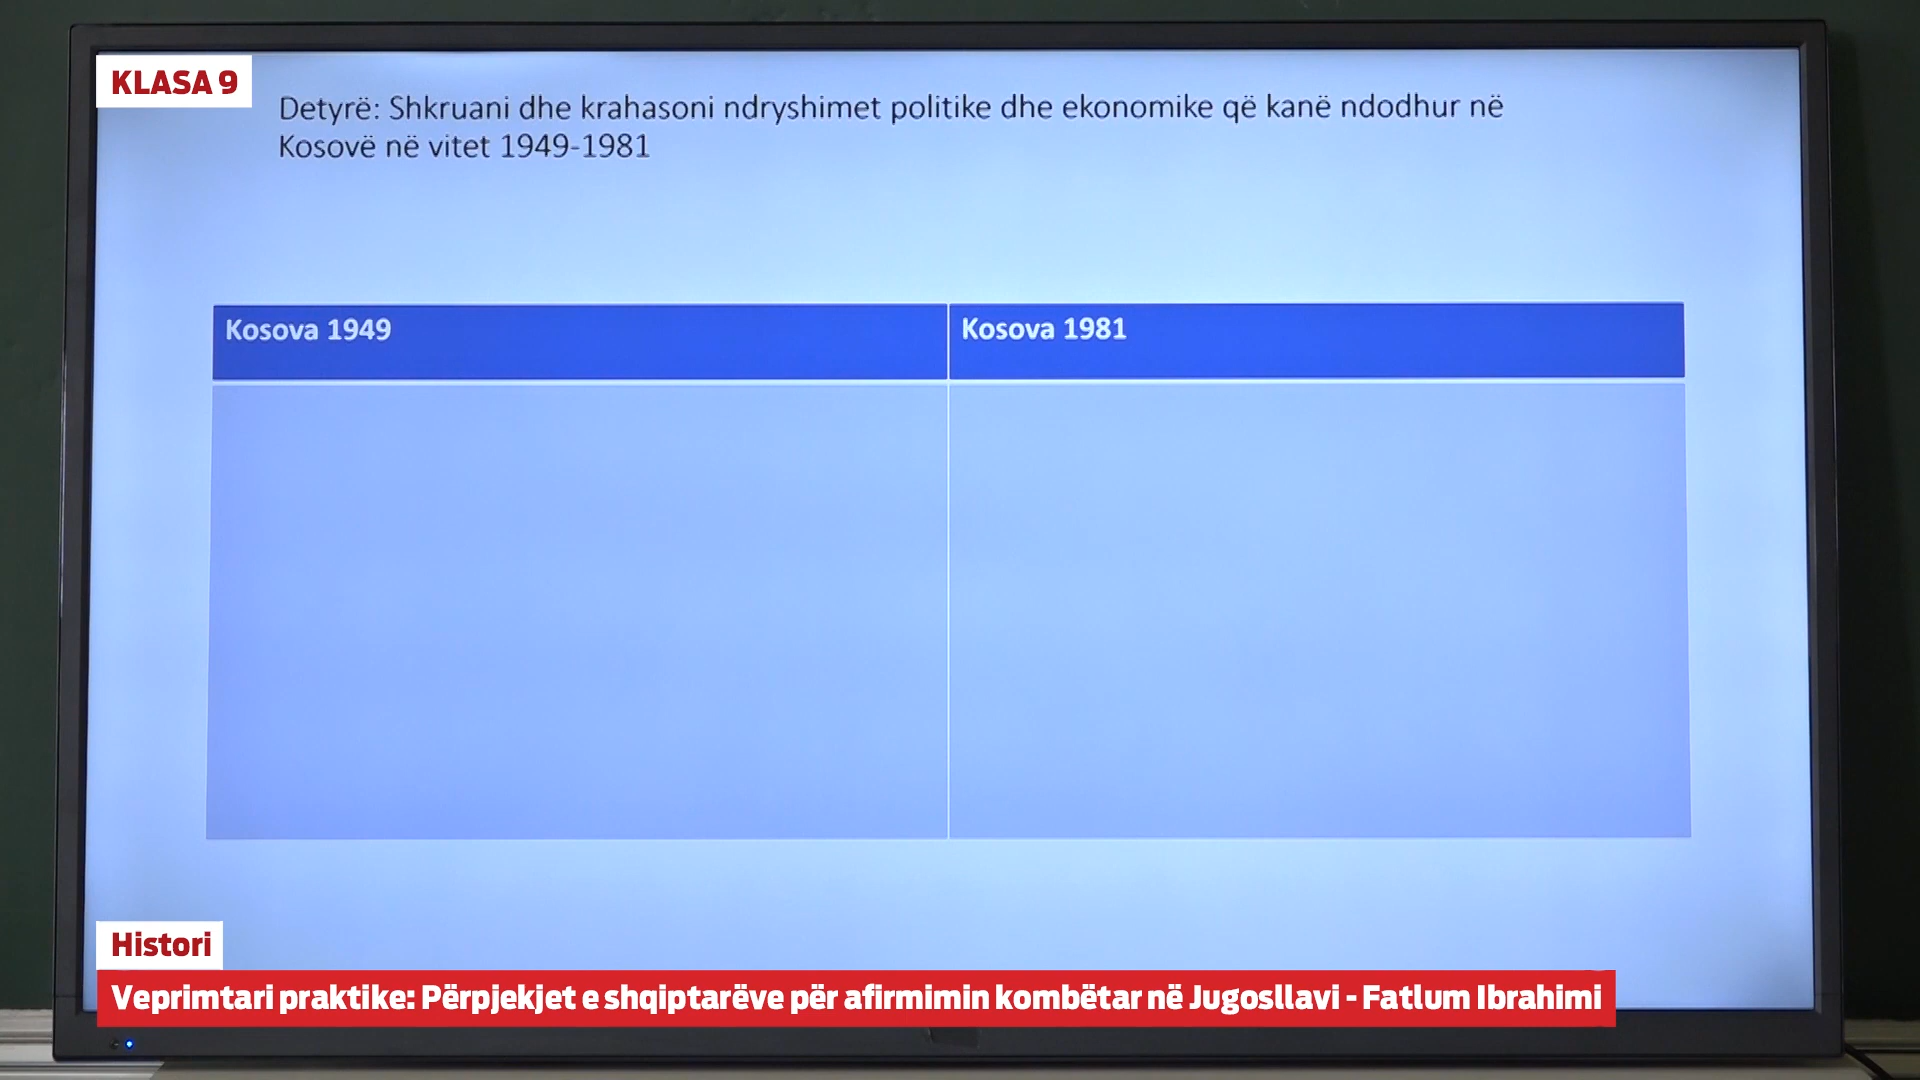 KLASA 9
Detyrë: Shkruani dhe krahasoni ndryshimet politike dhe ekonomike që kanë ndodhur në
Kosovë në vitet 1949-1981
Kosova 1949
Kosova 1981
Histori
Veprimtari praktike: Përpjekjet e shqiptarëve për afirmimin kombëtar në Jugosllavi - Fatlum Ibrahimi